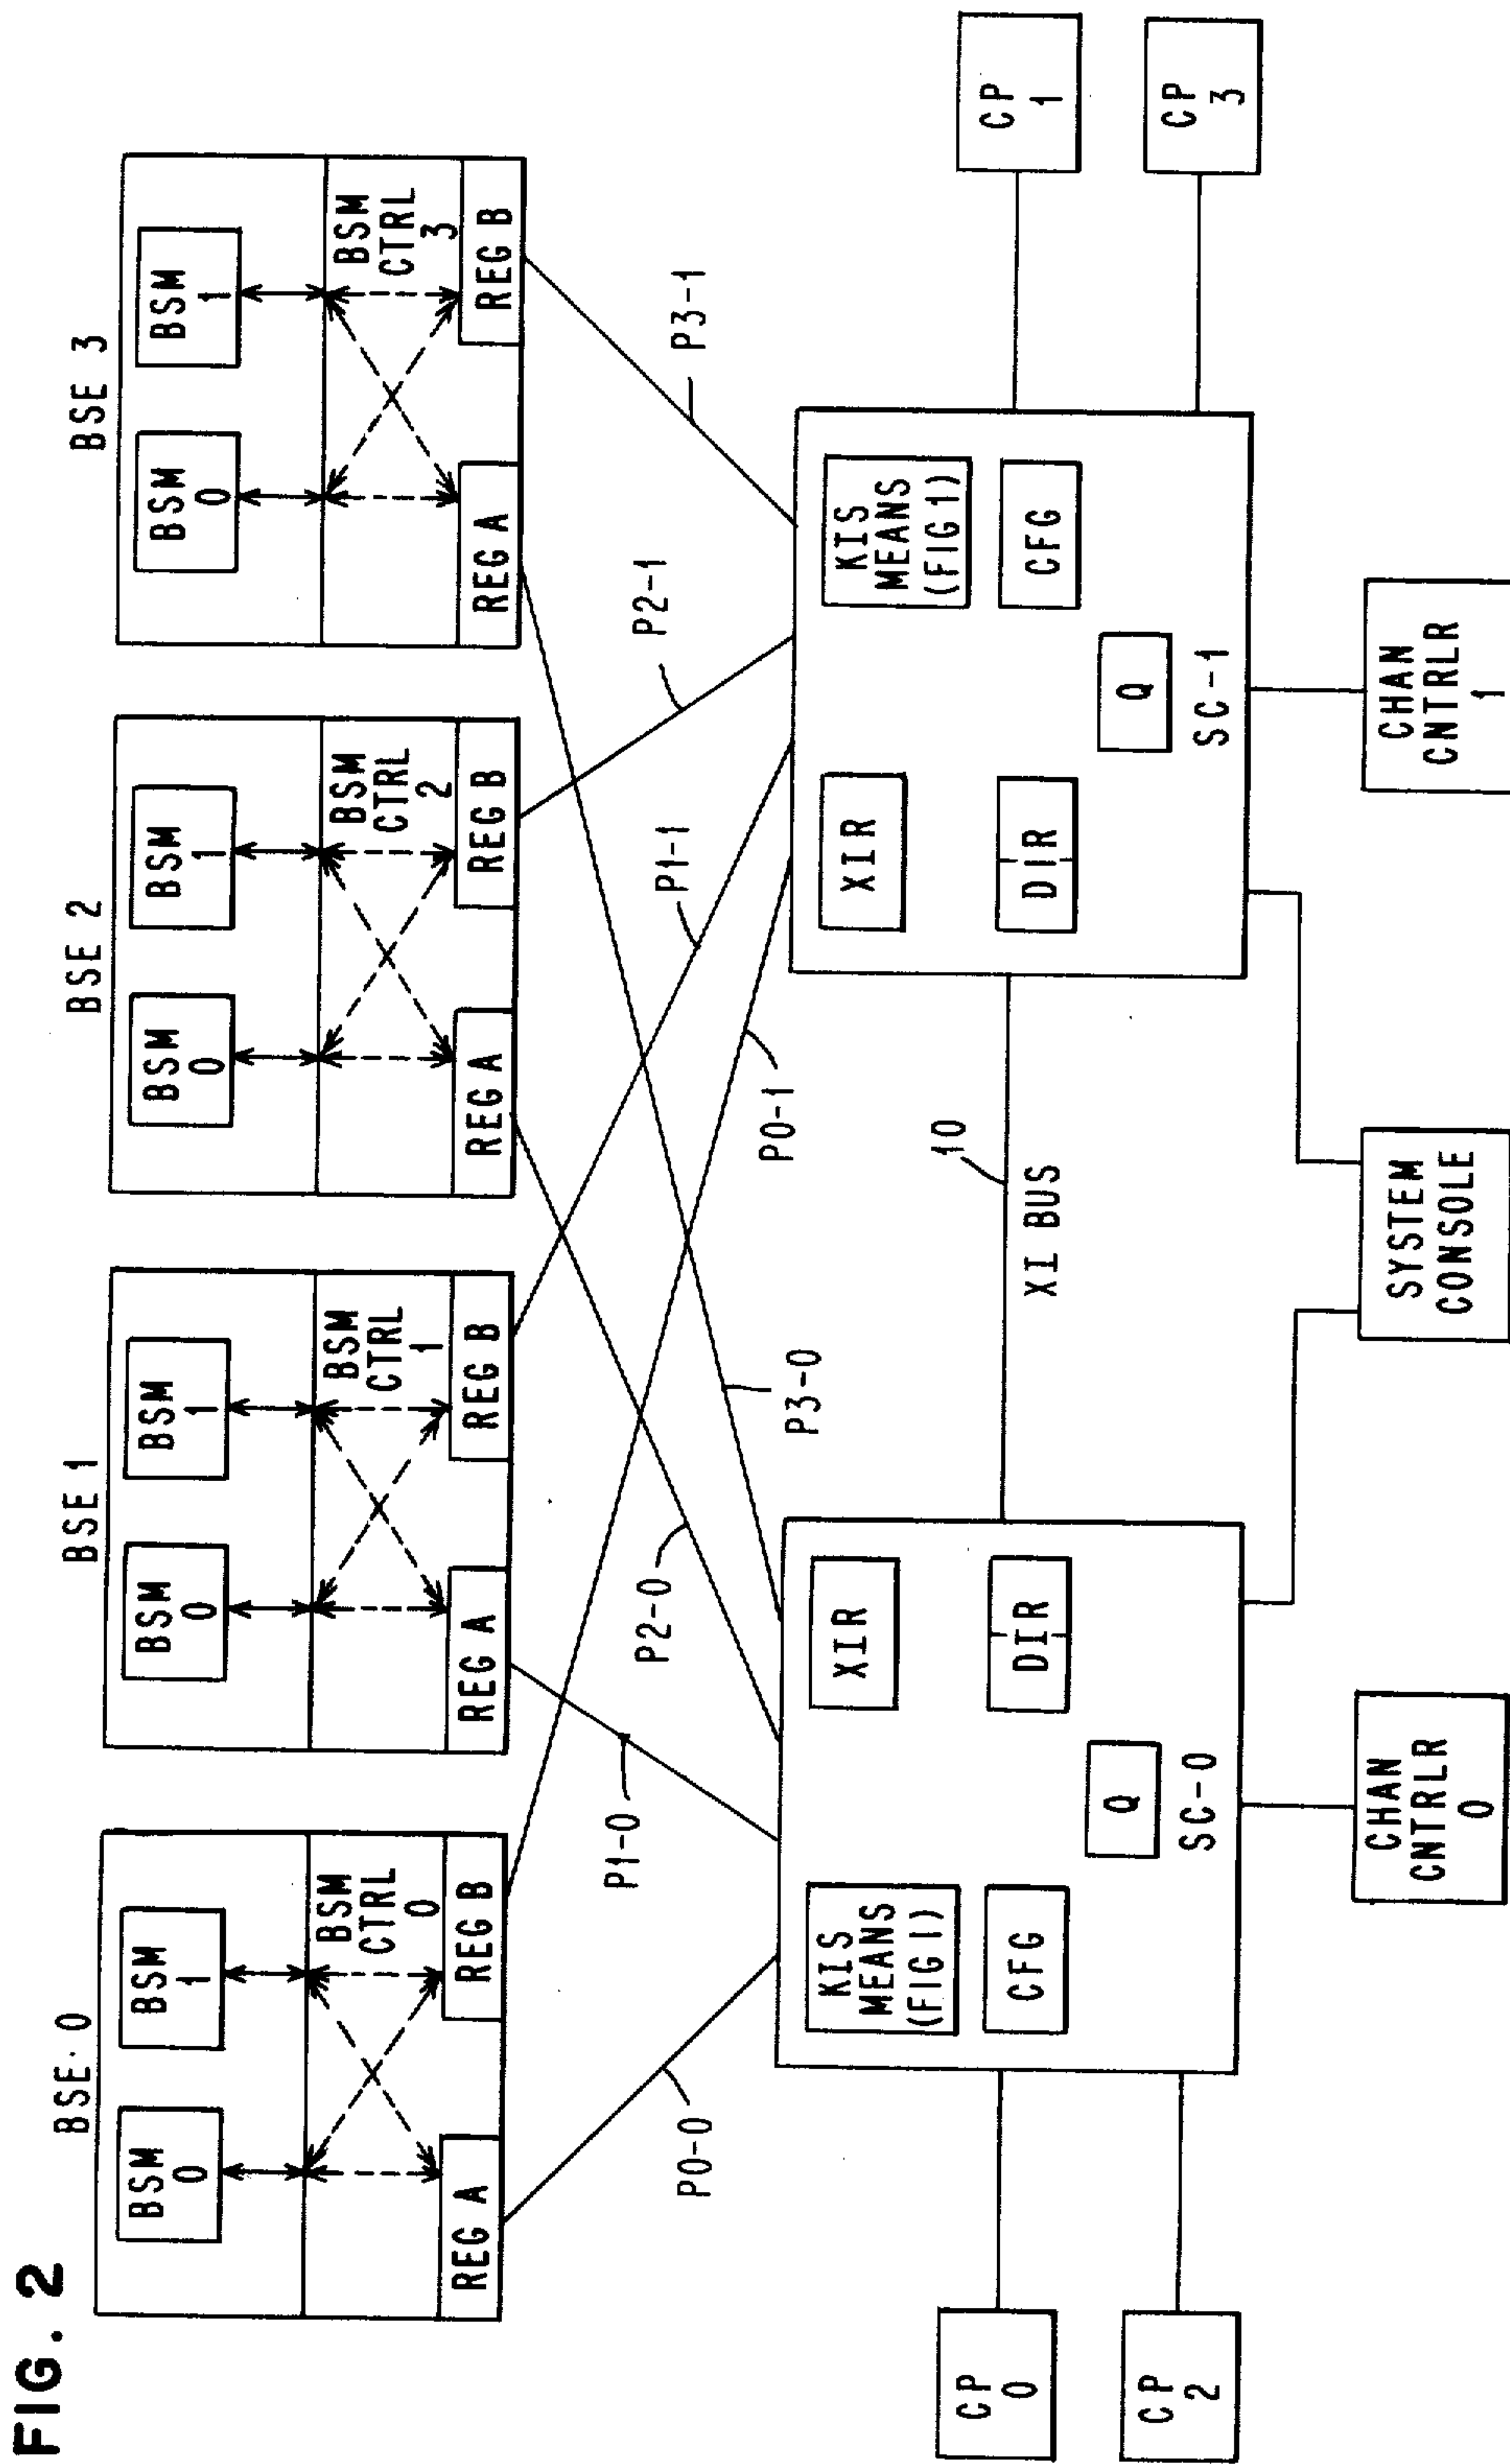 FIG. 2
BSE 0
BSM
0
BSM
1
BSM
CTRL
0
REG A
REG B
BSE 1
BSM
0
BSM
1
BSM
CTRL
1
REG A
REG B
BSE 2
BSM
0
BSM
1
BSM
CTRL
2
REG A
REG B
BSE 3
BSM
0
BSM
1
BSM
CTRL
3
REG A
REG B
P0-0
P1-0
P2-0
P3-0
P0-1
P1-1
P2-1
P3-1
KIS
MEANS
(FIG 1)
XIR
CFG
DIR
Q
SC-0
10
XI BUS
XIR
KIS
MEANS
(FIG 1)
DIR
CFG
Q
SC-1
CP
0
CP
2
CP
1
CP
3
CHAN
CNTRLR
0
SYSTEM
CONSOLE
CHAN
CNTRLR
1